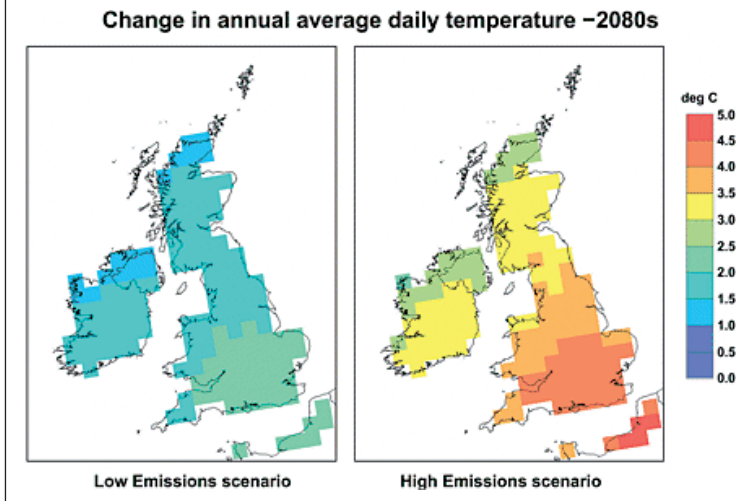 Change in annual average daily temperature −2080s
deg C
5.0
4.5
4.0
3.5
3.0
2.5
2.0
1.5
1.0
0.5
0.0
Low Emissions scenario
High Emissions scenario